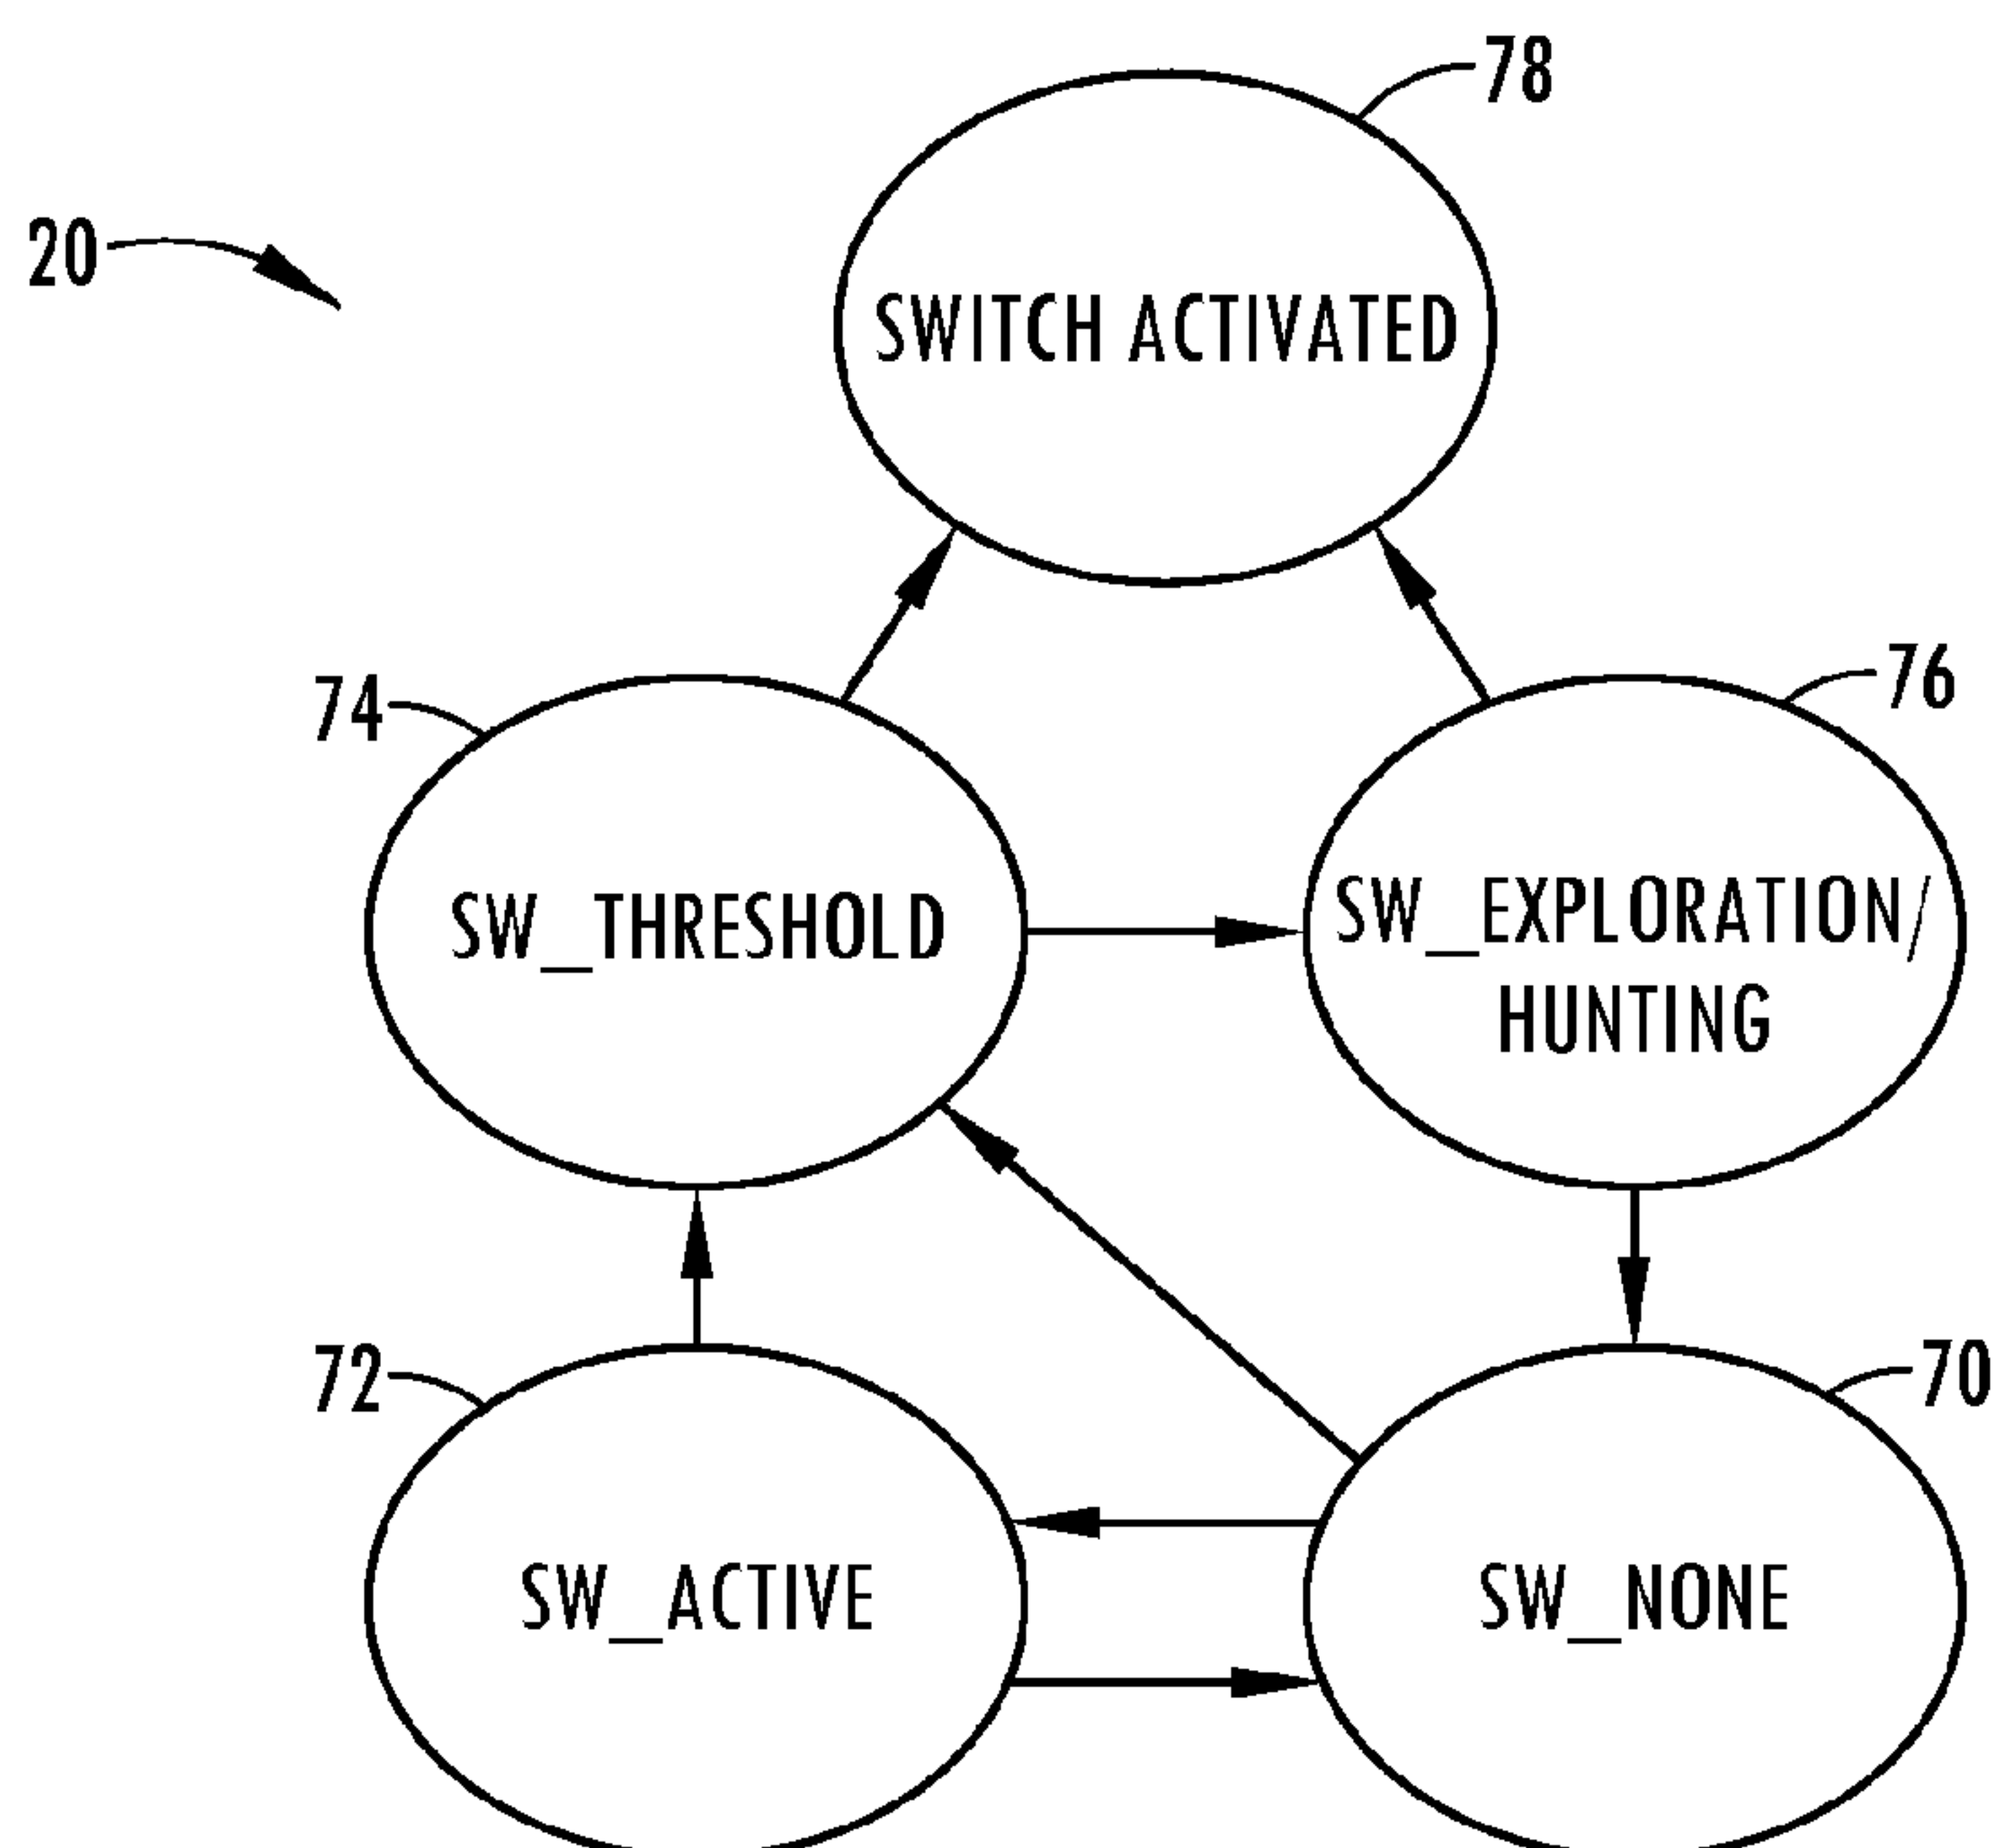 78
20
SWITCH ACTIVATED
74
76
SW_THRESHOLD
SW_EXPLORATION/
HUNTING
72
70
SW_ACTIVE
SW_NONE